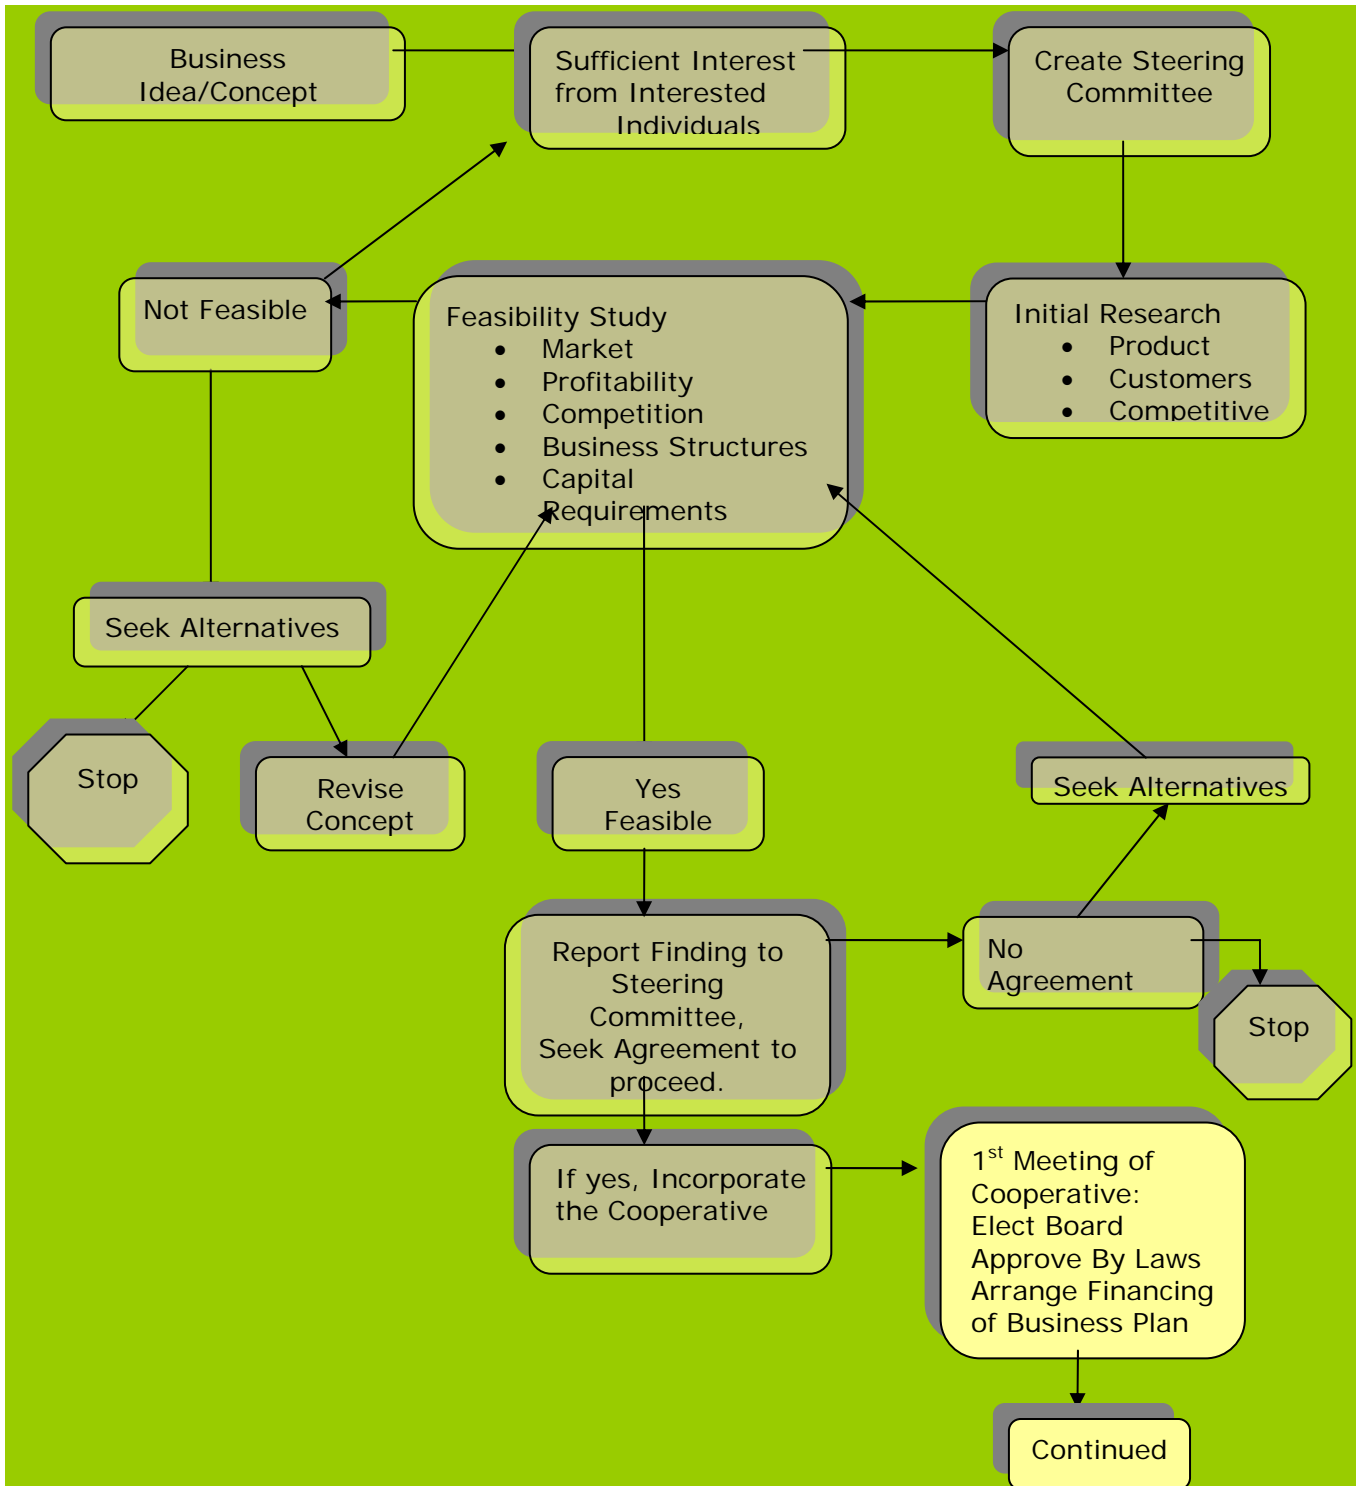 Business
Idea/Concept
Sufficient Interest
from Interested
Individuals
Create Steering
Committee
Not Feasible
Feasibility Study
• Market
• Profitability
• Competition
• Business Structures
• Capital
Requirements
Initial Research
• Product
• Customers
• Competitive
Seek Alternatives
Stop
Revise
Concept
Yes
Feasible
Seek Alternatives
Report Finding to
Steering
Committee,
Seek Agreement to
proceed.
No
Agreement
Stop
If yes, Incorporate
the Cooperative
1st Meeting of
Cooperative:
Elect Board
Approve By Laws
Arrange Financing
of Business Plan
Continued